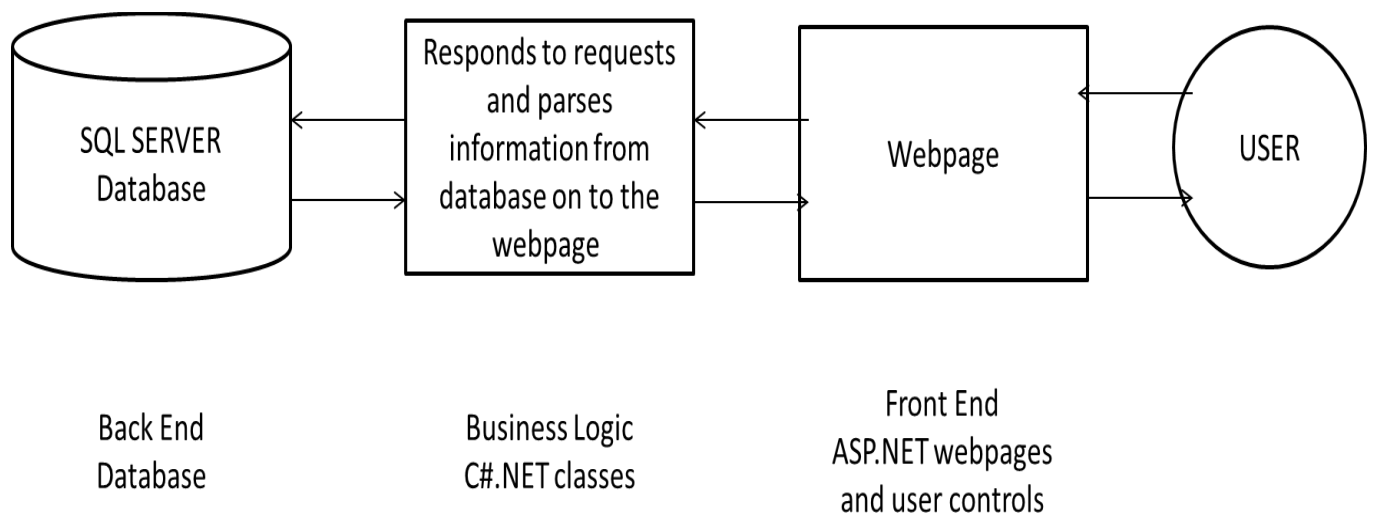 SQL SERVER
Database
Responds to requests
and parses
information from
database on to the
webpage
Webpage
USER
Back End
Database
Business Logic
C#.NET classes
Front End
ASP.NET webpages
and user controls